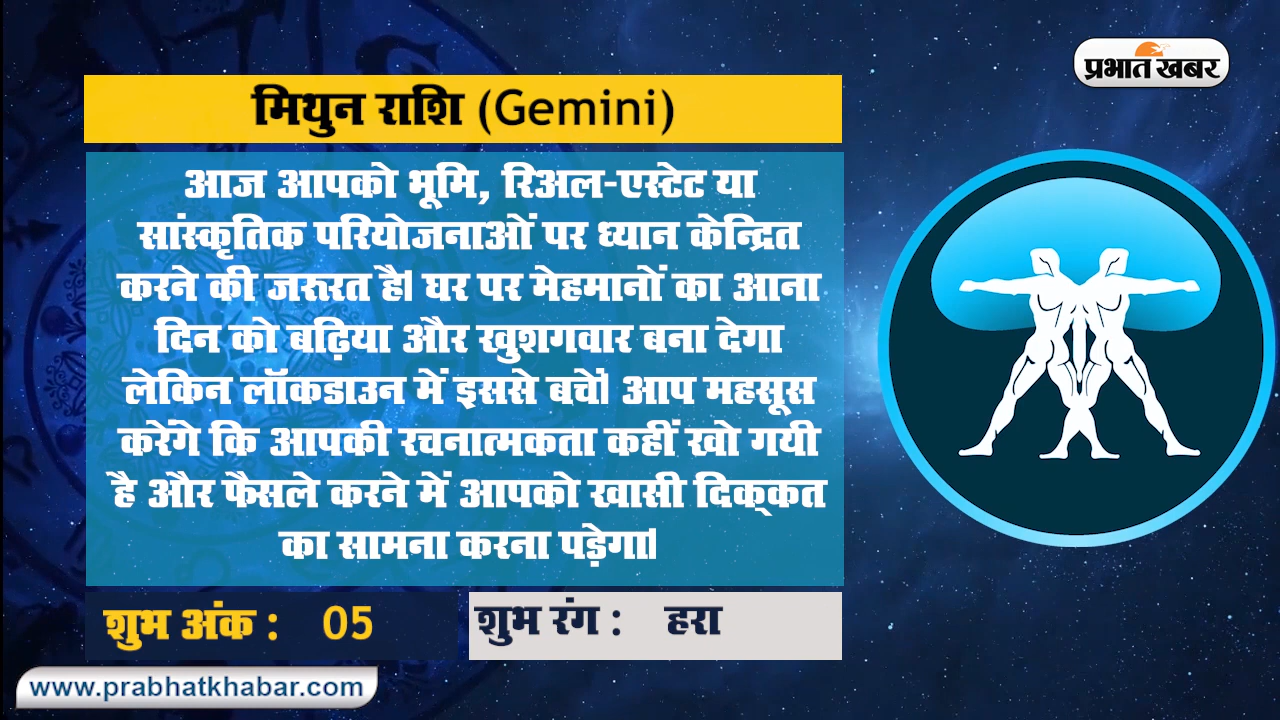 प्रभात खबर
मिथुन राशि (Gemini)
आज आपको भूमि, रिअल-एस्टेट या
सांस्कृतिक परियोजनाओं पर ध्यान केन्द्रित
करने की जरूरत है। घर पर मेहमानों का आना
दिन को बढ़िया और खुशगवार बना देगा
लेकिन लॉकडाउन में इससे बचें। आप महसूस
करेंगे कि आपकी रचनात्मकता कहीं खो गयी
है और फैसले करने में आपको खासी दिक्कत
का सामना करना पड़ेगा।
शुभ अंक : 05
शुभ रंग : हरा
www.prabhatkhabar.com